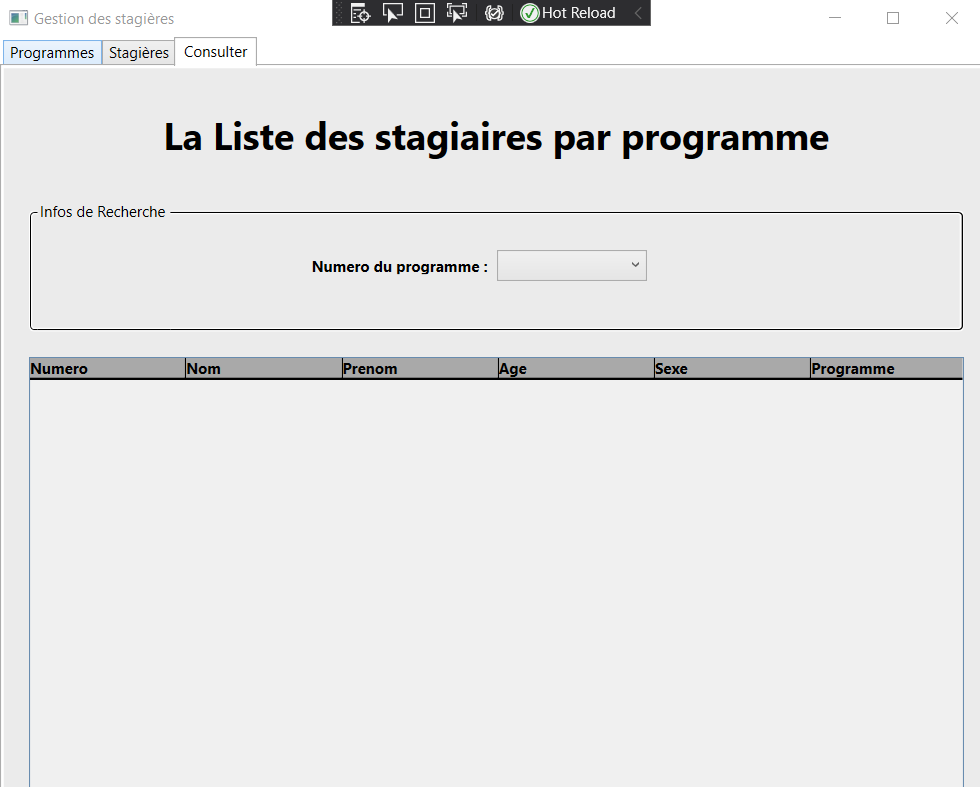 Gestion des stagières
Hot Reload
Programmes Stagières Consulter
La Liste des stagiaires par programme
Infos de Recherche
Numero du programme :
Numero Nom Prenom Age Sexe Programme